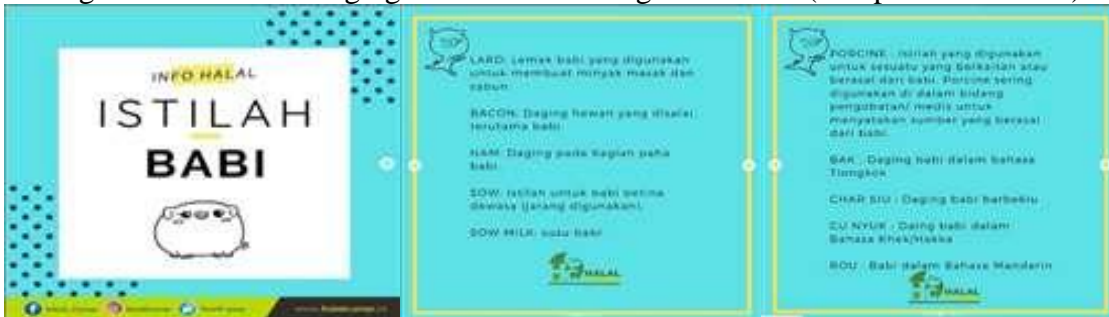 INFO HALAL
ISTILAH
BABI
LARD: Lemak babi yang digunakan
untuk membuat minyak masak dan
sabun
BACON: Daging hewan yang disalai,
terutama babi
HAM: Daging pada bagian paha
babi
SOW: Istilah untuk babi betina
dewasa (jarang digunakan).
SOW MILK: susu babi
HALAL
PORCINE : Istilah yang digunakan
untuk sesuatu yang berkaitan atau
berasal dari babi. Porcine sering
digunakan di dalam bidang
pengobatan/ medis untuk
menyatakan sumber yang berasal
dari babi.
BAK : Daging babi dalam bahasa
Tiongkok
CHAR SIU : Daging babi barbekiu
CU NYUK : Daing babi dalam
Bahasa Khek/Hakka
ROU : Babi dalam Bahasa Mandarin
HALAL